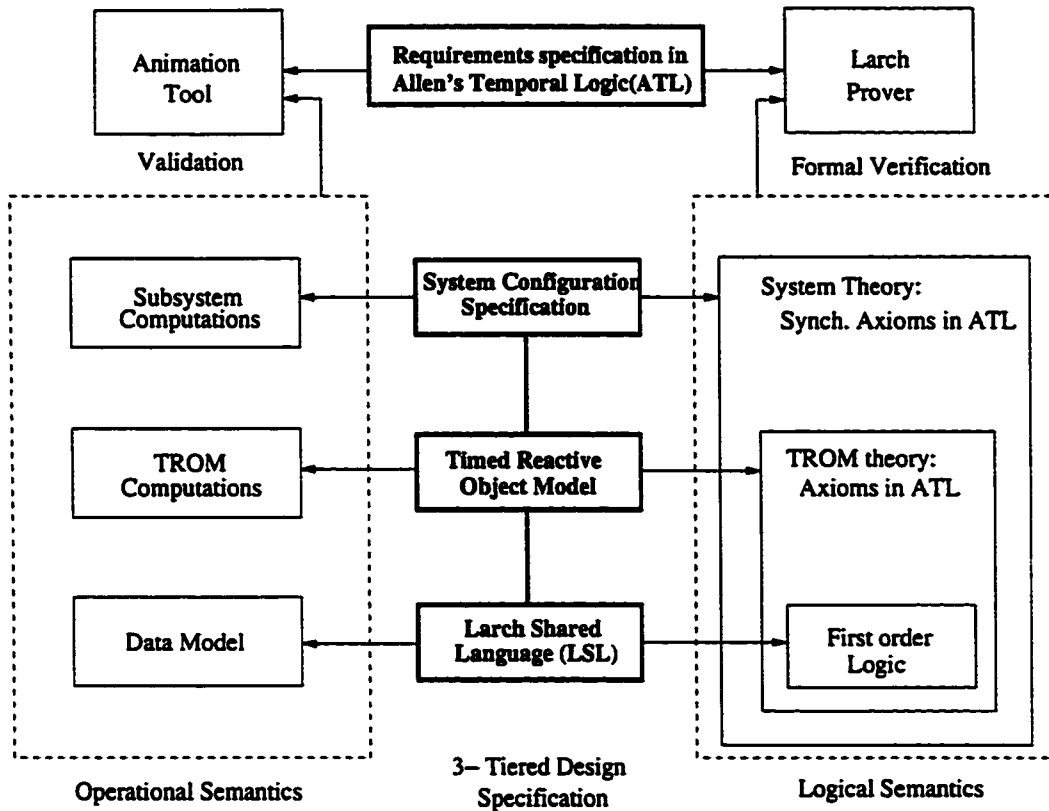 Animation
Tool
Requirements specification in
Allen's Temporal Logic(ATL)
Larch
Prover
Validation
Formal Verification
Subsystem
Computations
System Configuration
Specification
System Theory:
Synch. Axioms in ATL
TROM
Computations
Timed Reactive
Object Model
TROM theory:
Axioms in ATL
Data Model
Larch Shared
Language (LSL)
First order
Logic
Operational Semantics
3– Tiered Design
Specification
Logical Semantics